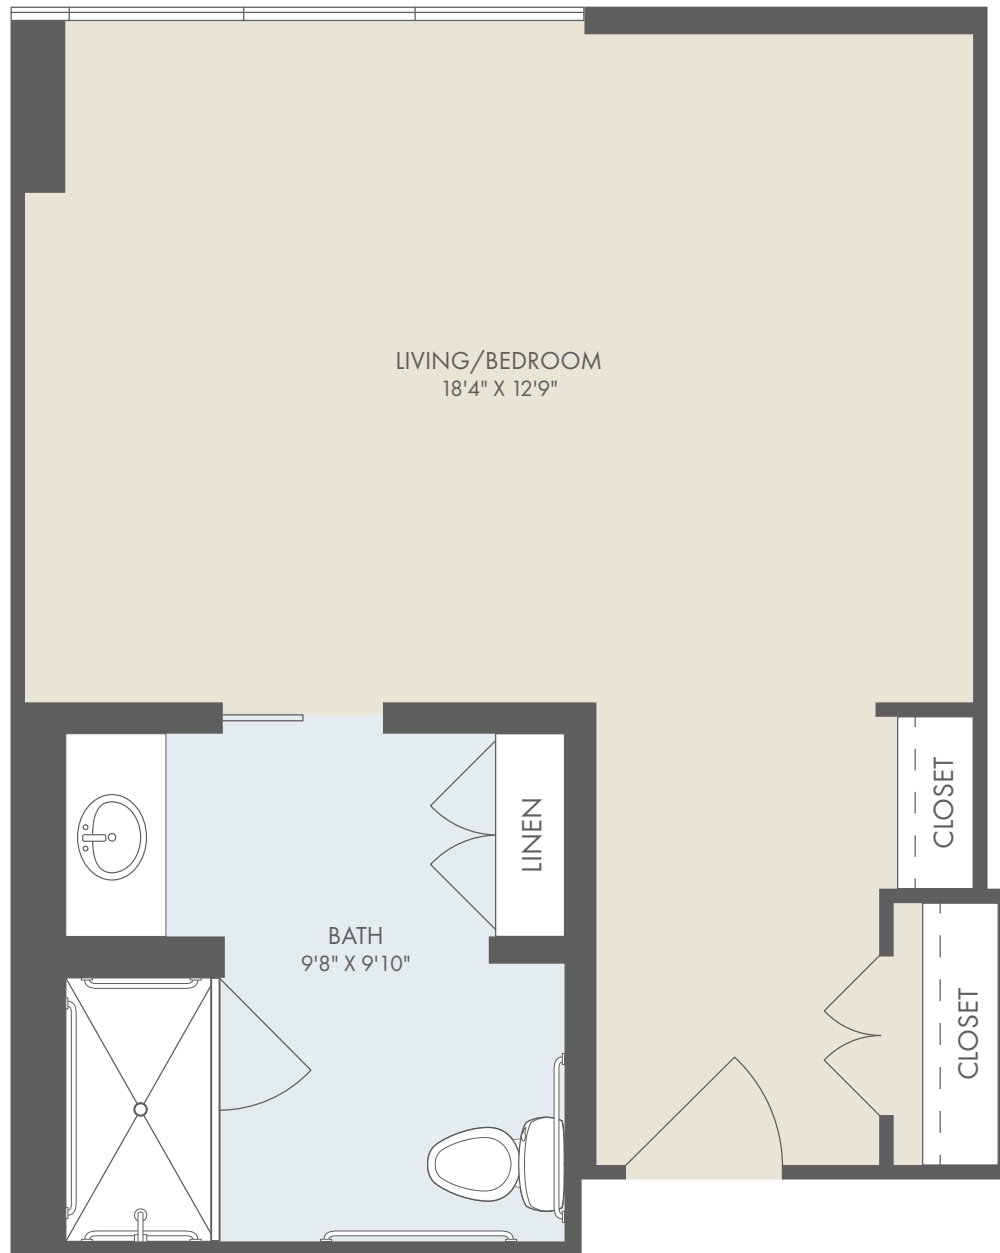 LIVING/BEDROOM
18'4" X 12'9"
CLOSET
LINEN
BATH
9'8" X 9'10"
CLOSET